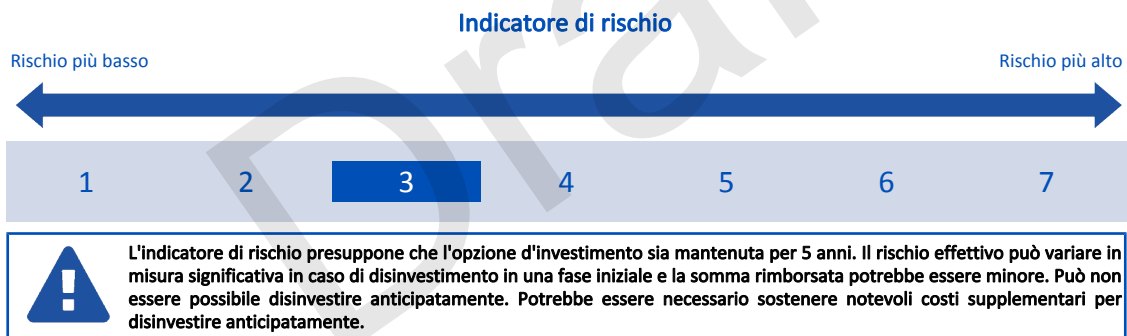 Indicatore di rischio
Rischio più basso
Rischio più alto
1 2 3 4 5 6 7
L'indicatore di rischio presuppone che l'opzione d'investimento sia mantenuta per 5 anni. Il rischio effettivo può variare in
misura significativa in caso di disinvestimento in una fase iniziale e la somma rimborsata potrebbe essere minore. Può non
essere possibile disinvestire anticipatamente. Potrebbe essere necessario sostenere notevoli costi supplementari per
disinvestire anticipatamente.